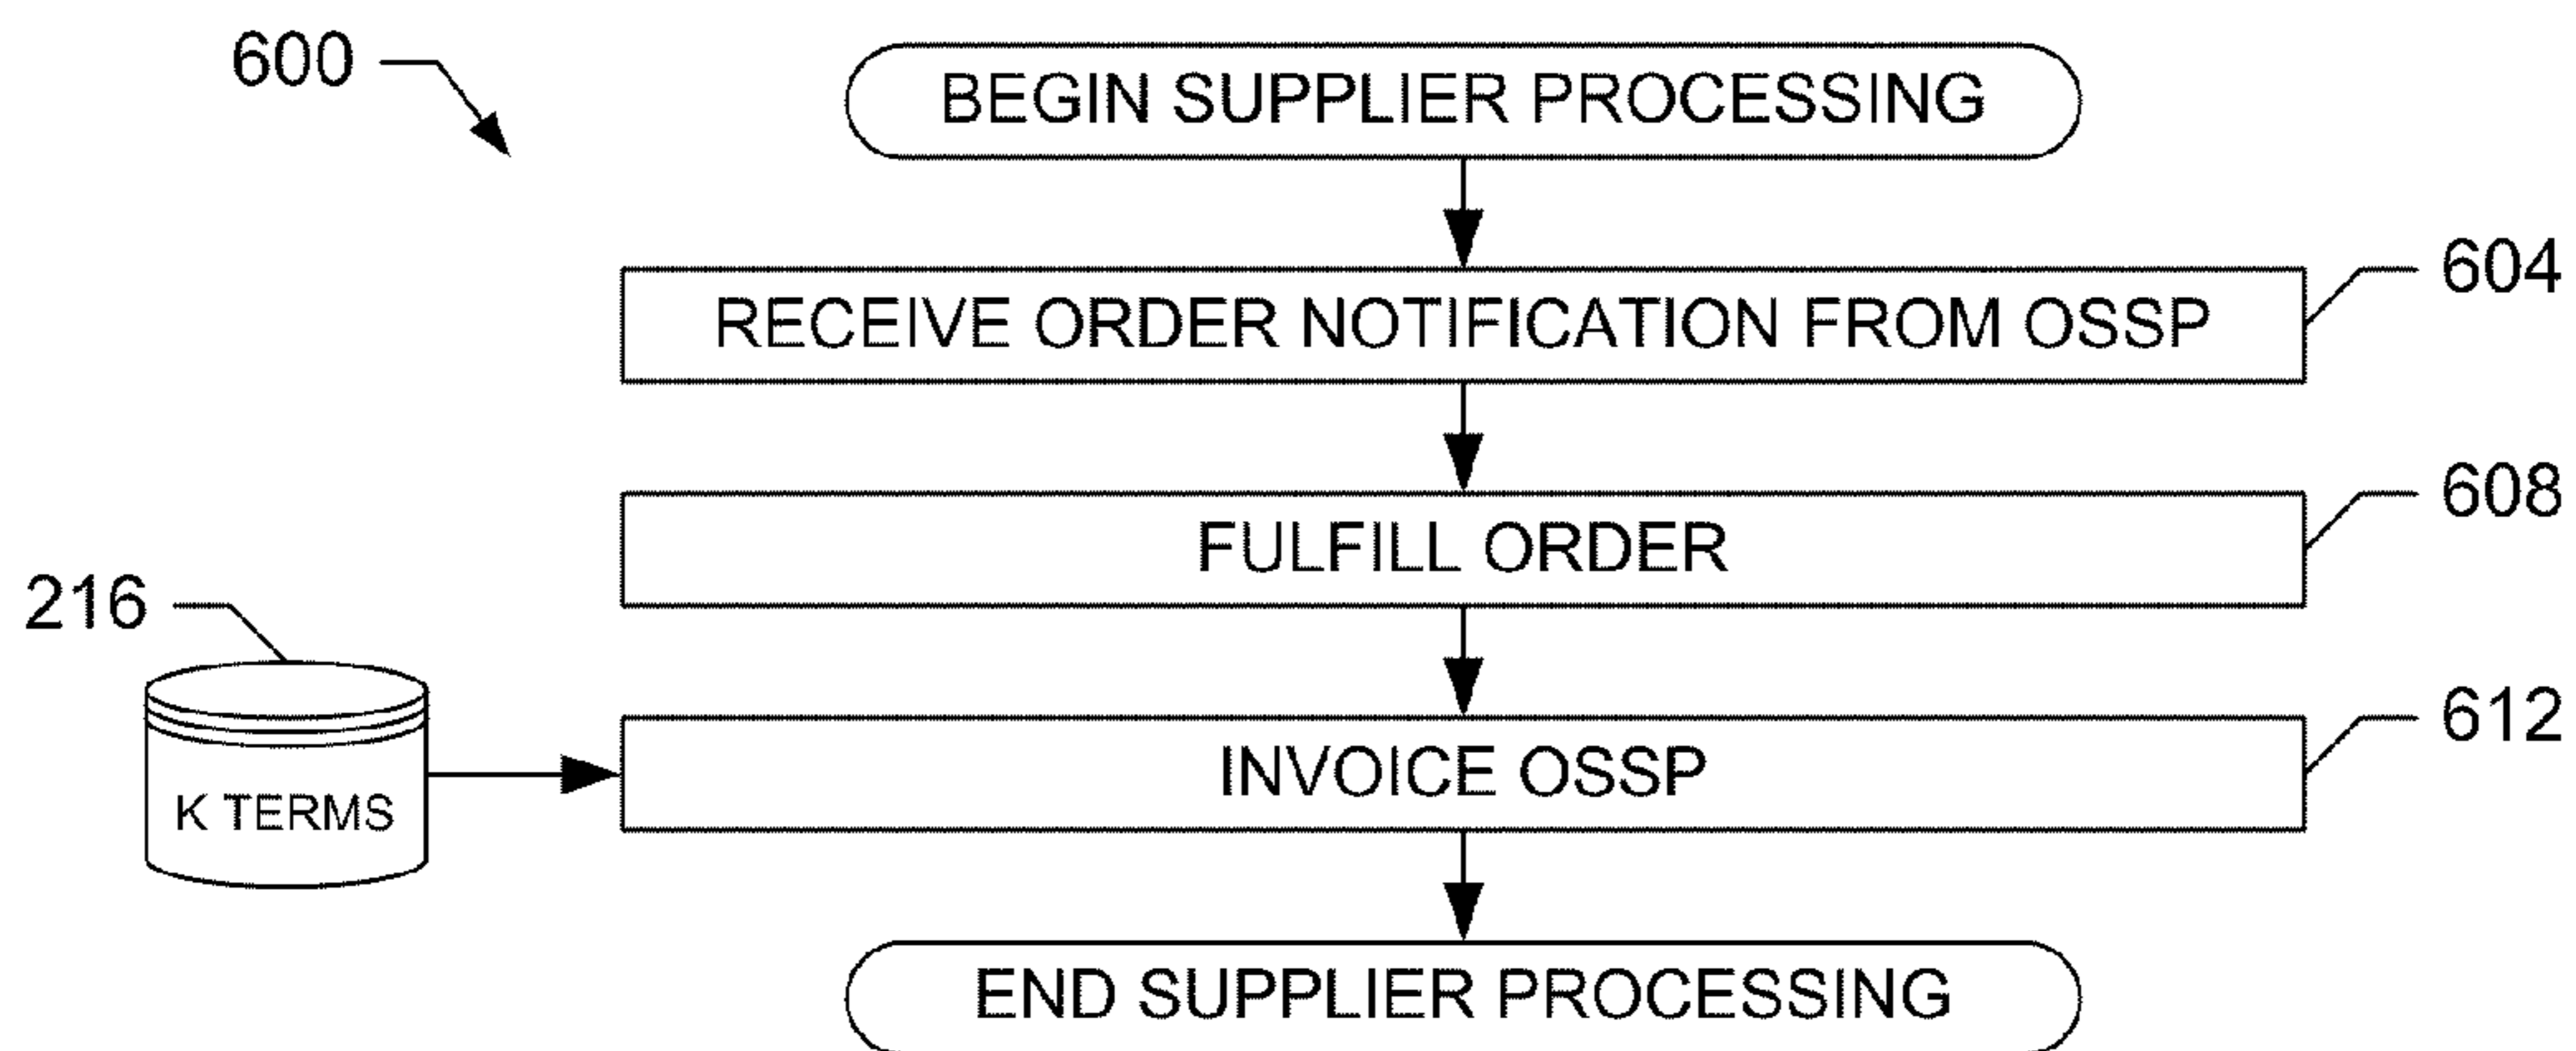 600
BEGIN SUPPLIER PROCESSING
604
RECEIVE ORDER NOTIFICATION FROM OSSP
608
FULFILL ORDER
216
612
INVOICE OSSP
K TERMS
END SUPPLIER PROCESSING